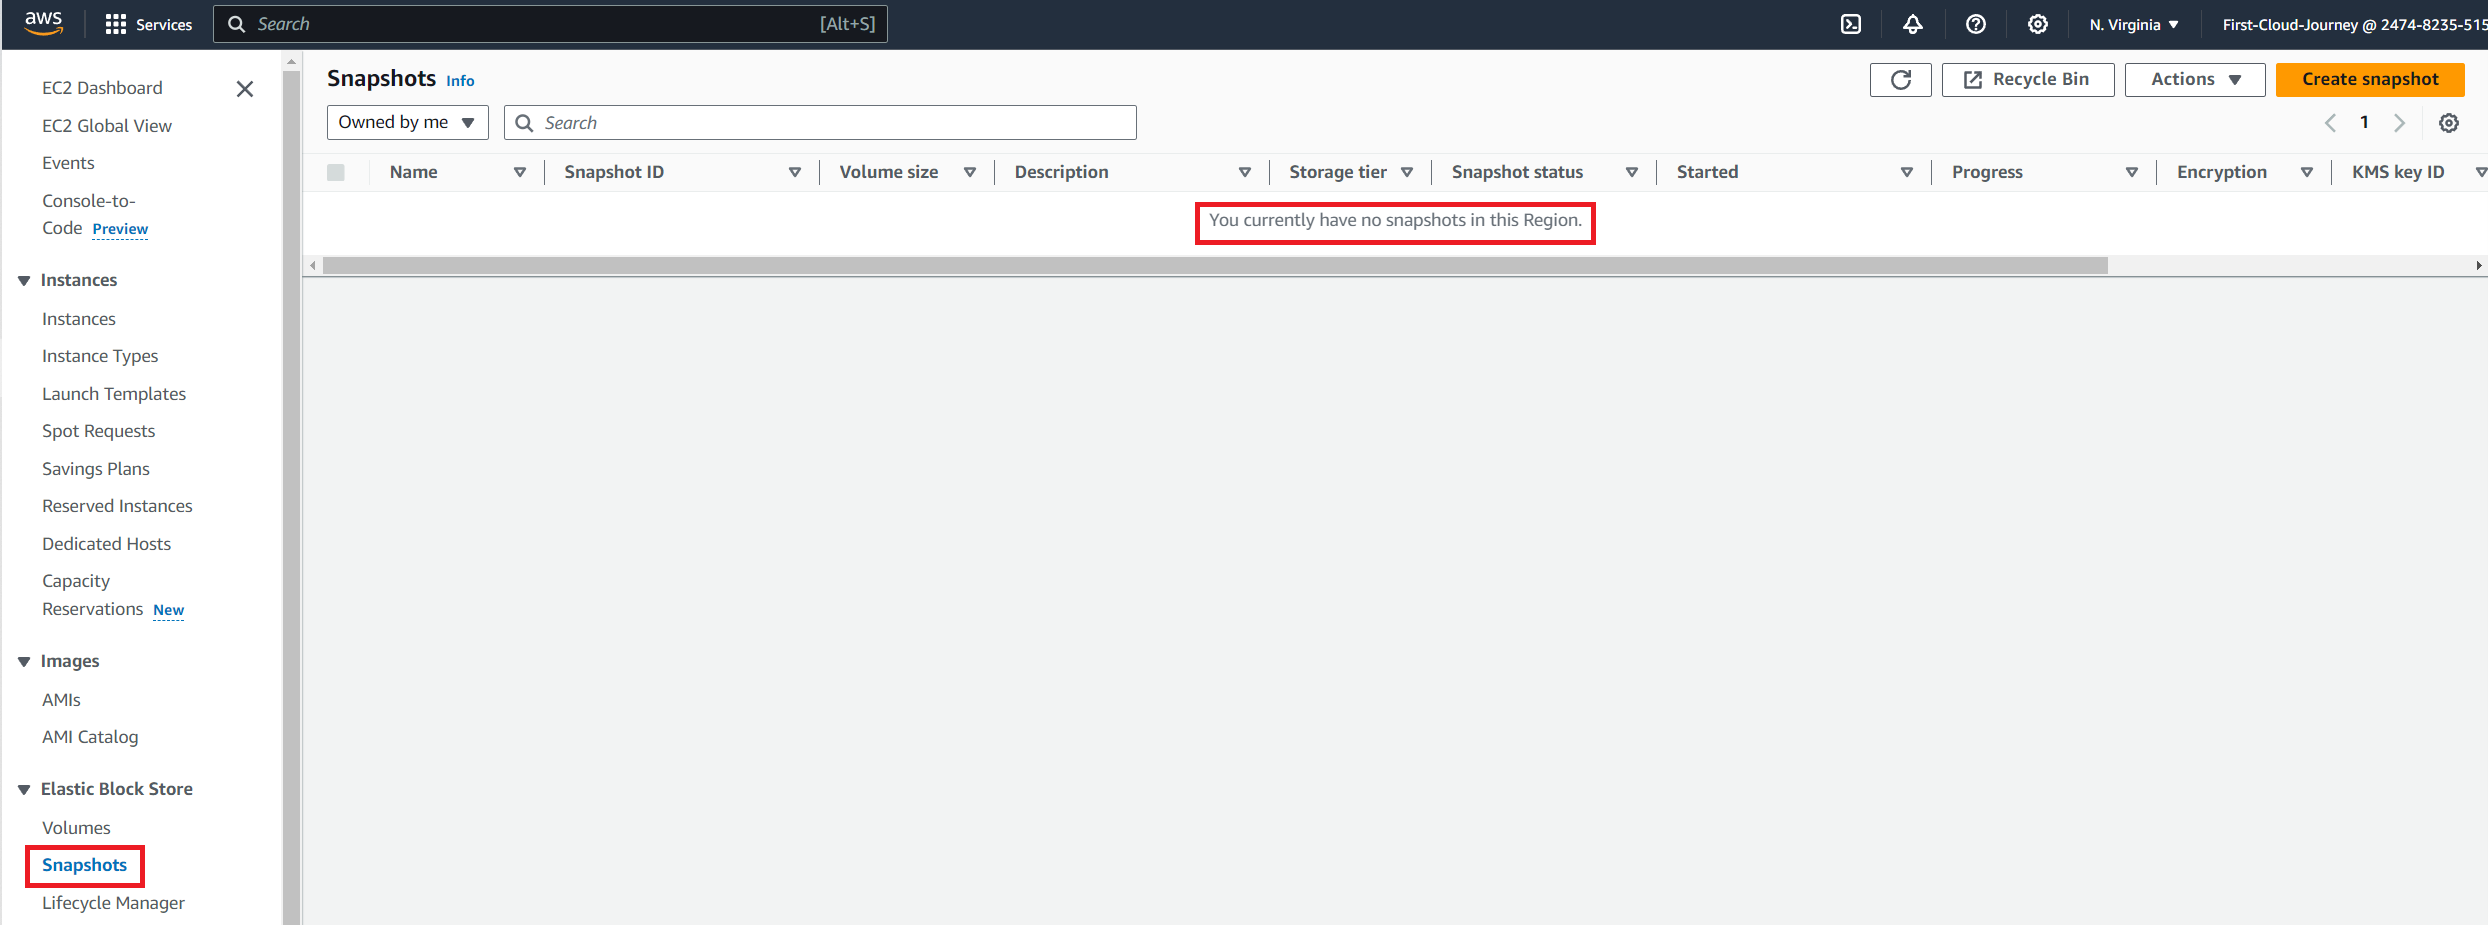 aws
Services
Search [Alt+S]
N. Virginia
First-Cloud-Journey @ 2474-8235-515
EC2 Dashboard
EC2 Global View
Events
Console-to-
Code Preview
Instances
Instances
Instance Types
Launch Templates
Spot Requests
Savings Plans
Reserved Instances
Dedicated Hosts
Capacity
Reservations New
Images
AMIs
AMI Catalog
Elastic Block Store
Volumes
Snapshots
Lifecycle Manager
Snapshots Info
Recycle Bin
Actions
Create snapshot
Owned by me
Search
1
Name Snapshot ID Volume size Description Storage tier Snapshot status Started Progress Encryption KMS key ID
You currently have no snapshots in this Region.